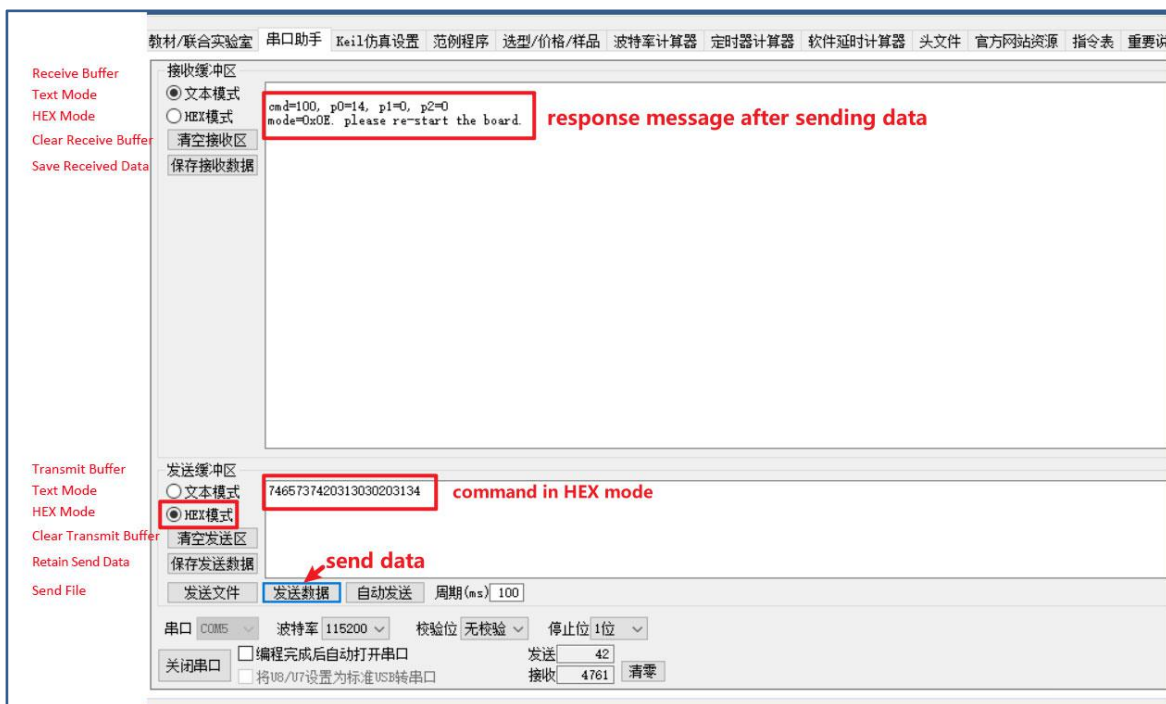 教材/联合实验室 串口助手 Keil仿真设置 范例程序 选型/价格/样品 波特率计算器 定时器计算器 软件延时计算器 头文件 官方网站资源 指令表 重要说
Receive Buffer 接收缓冲区
Text Mode 文本模式
HEX Mode HEX模式
Clear Receive Buffer 清空接收区
Save Received Data 保存接收数据
cmd=100, p0=14, p1=0, p2=0
mode=0x0E. please re-start the board.
response message after sending data
Transmit Buffer 发送缓冲区
Text Mode 文本模式 7465737420313030203134 command in HEX mode
HEX Mode HEX模式
Clear Transmit Buffer 清空发送区
Retain Send Data 保存发送数据 send data
Send File 发送文件 发送数据 自动发送 周期(ms) 100
串口 COM5 波特率 115200 校验位 无校验 停止位 1位
关闭串口 编程完成后自动打开串口 发送 42
将U8/U7设置为标准USB转串口 接收 4761 清零